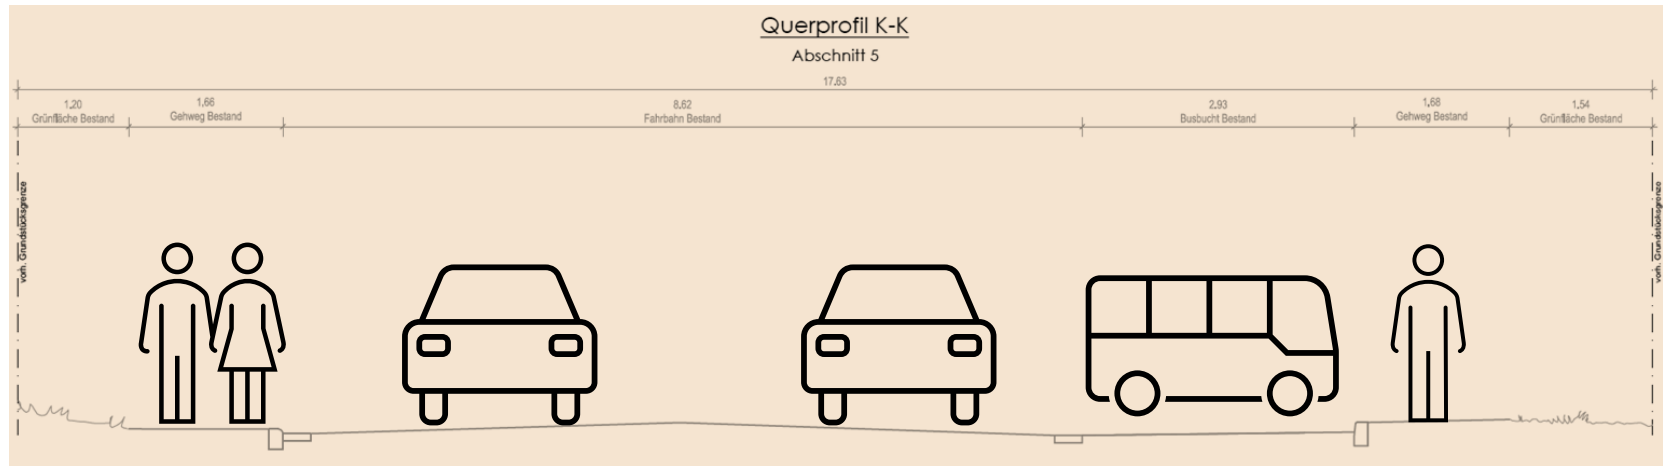 Querprofil K-K
Abschnitt 5
17.63
1.20
Grünfläche Bestand
1.66
Gehweg Bestand
8.62
Fahrbahn Bestand
2.93
Busbucht Bestand
1.68
Gehweg Bestand
1.54
Grünfläche Bestand
vorh. Grundstücksgrenze
vorh. Grundstücksgrenze